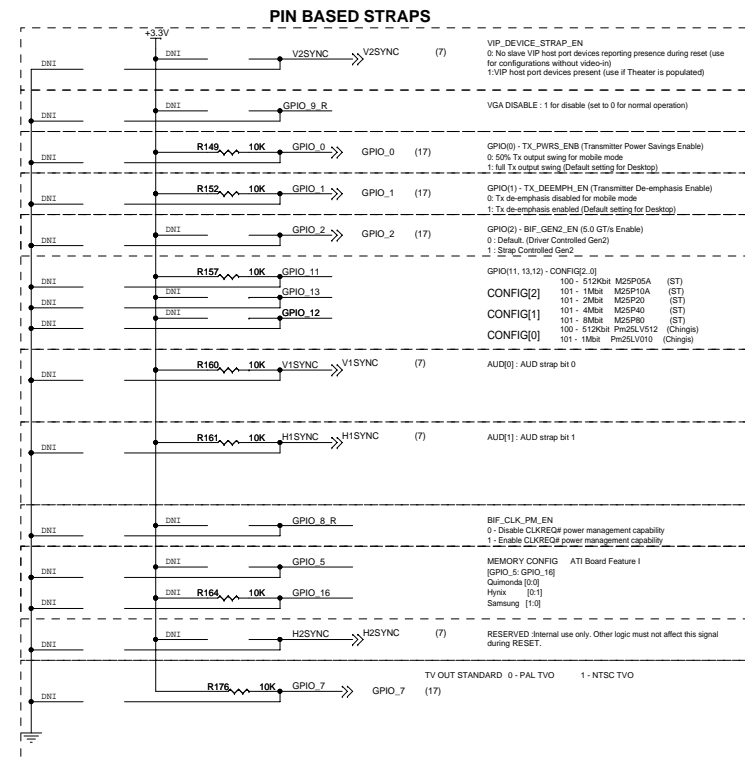 PIN BASED STRAPS
+3.3V
DNI V2SYNC V2SYNC (7)
DNI
VIP_DEVICE_STRAP_EN
0: No slave VIP host port devices reporting presence during reset (use
for configurations without video-in)
1:VIP host port devices present (use if Theater is populated)
DNI GPIO_9_R
DNI
VGA DISABLE : 1 for disable (set to 0 for normal operation)
R149 10K GPIO_0 GPIO_0 (17)
DNI
GPIO(0) - TX_PWRS_ENB (Transmitter Power Savings Enable)
0: 50% Tx output swing for mobile mode
1: full Tx output swing (Default setting for Desktop)
R152 10K GPIO_1 GPIO_1 (17)
DNI
GPIO(1) - TX_DEEMPH_EN (Transmitter De-emphasis Enable)
0: Tx de-emphasis disabled for mobile mode
1: Tx de-emphasis enabled (Default setting for Desktop)
DNI GPIO_2 GPIO_2 (17)
DNI
GPIO(2) - BIF_GEN2_EN (5.0 GT/s Enable)
0 : Default. (Driver Controlled Gen2)
1 : Strap Controlled Gen2
R157 10K GPIO_11
DNI
DNI GPIO_13
DNI
DNI GPIO_12
DNI
GPIO(11, 13,12) - CONFIG[2..0]
CONFIG[2]
CONFIG[1]
CONFIG[0]
100 - 512Kbit M25P05A (ST)
101 - 1Mbit M25P10A (ST)
101 - 2Mbit M25P20 (ST)
101 - 4Mbit M25P40 (ST)
101 - 8Mbit M25P80 (ST)
100 - 512Kbit Pm25LV512 (Chingis)
101 - 1Mbit Pm25LV010 (Chingis)
R160 10K V1SYNC V1SYNC (7)
DNI
AUD[0] : AUD strap bit 0
R161 10K H1SYNC H1SYNC (7)
DNI
AUD[1] : AUD strap bit 1
DNI GPIO_8_R
DNI
BIF_CLK_PM_EN
0 - Disable CLKREQ# power management capability
1 - Enable CLKREQ# power management capability
DNI GPIO_5
DNI
DNI R164 10K GPIO_16
DNI
MEMORY CONFIG ATI Board Feature I
[GPIO_5: GPIO_16]
Quimonda [0:0]
Hynix [0:1]
Samsung [1:0]
DNI H2SYNC H2SYNC (7)
DNI
RESERVED :Internal use only. Other logic must not affect this signal
during RESET.
TV OUT STANDARD 0 - PAL TVO 1 - NTSC TVO
R176 10K GPIO_7 GPIO_7 (17)
DNI